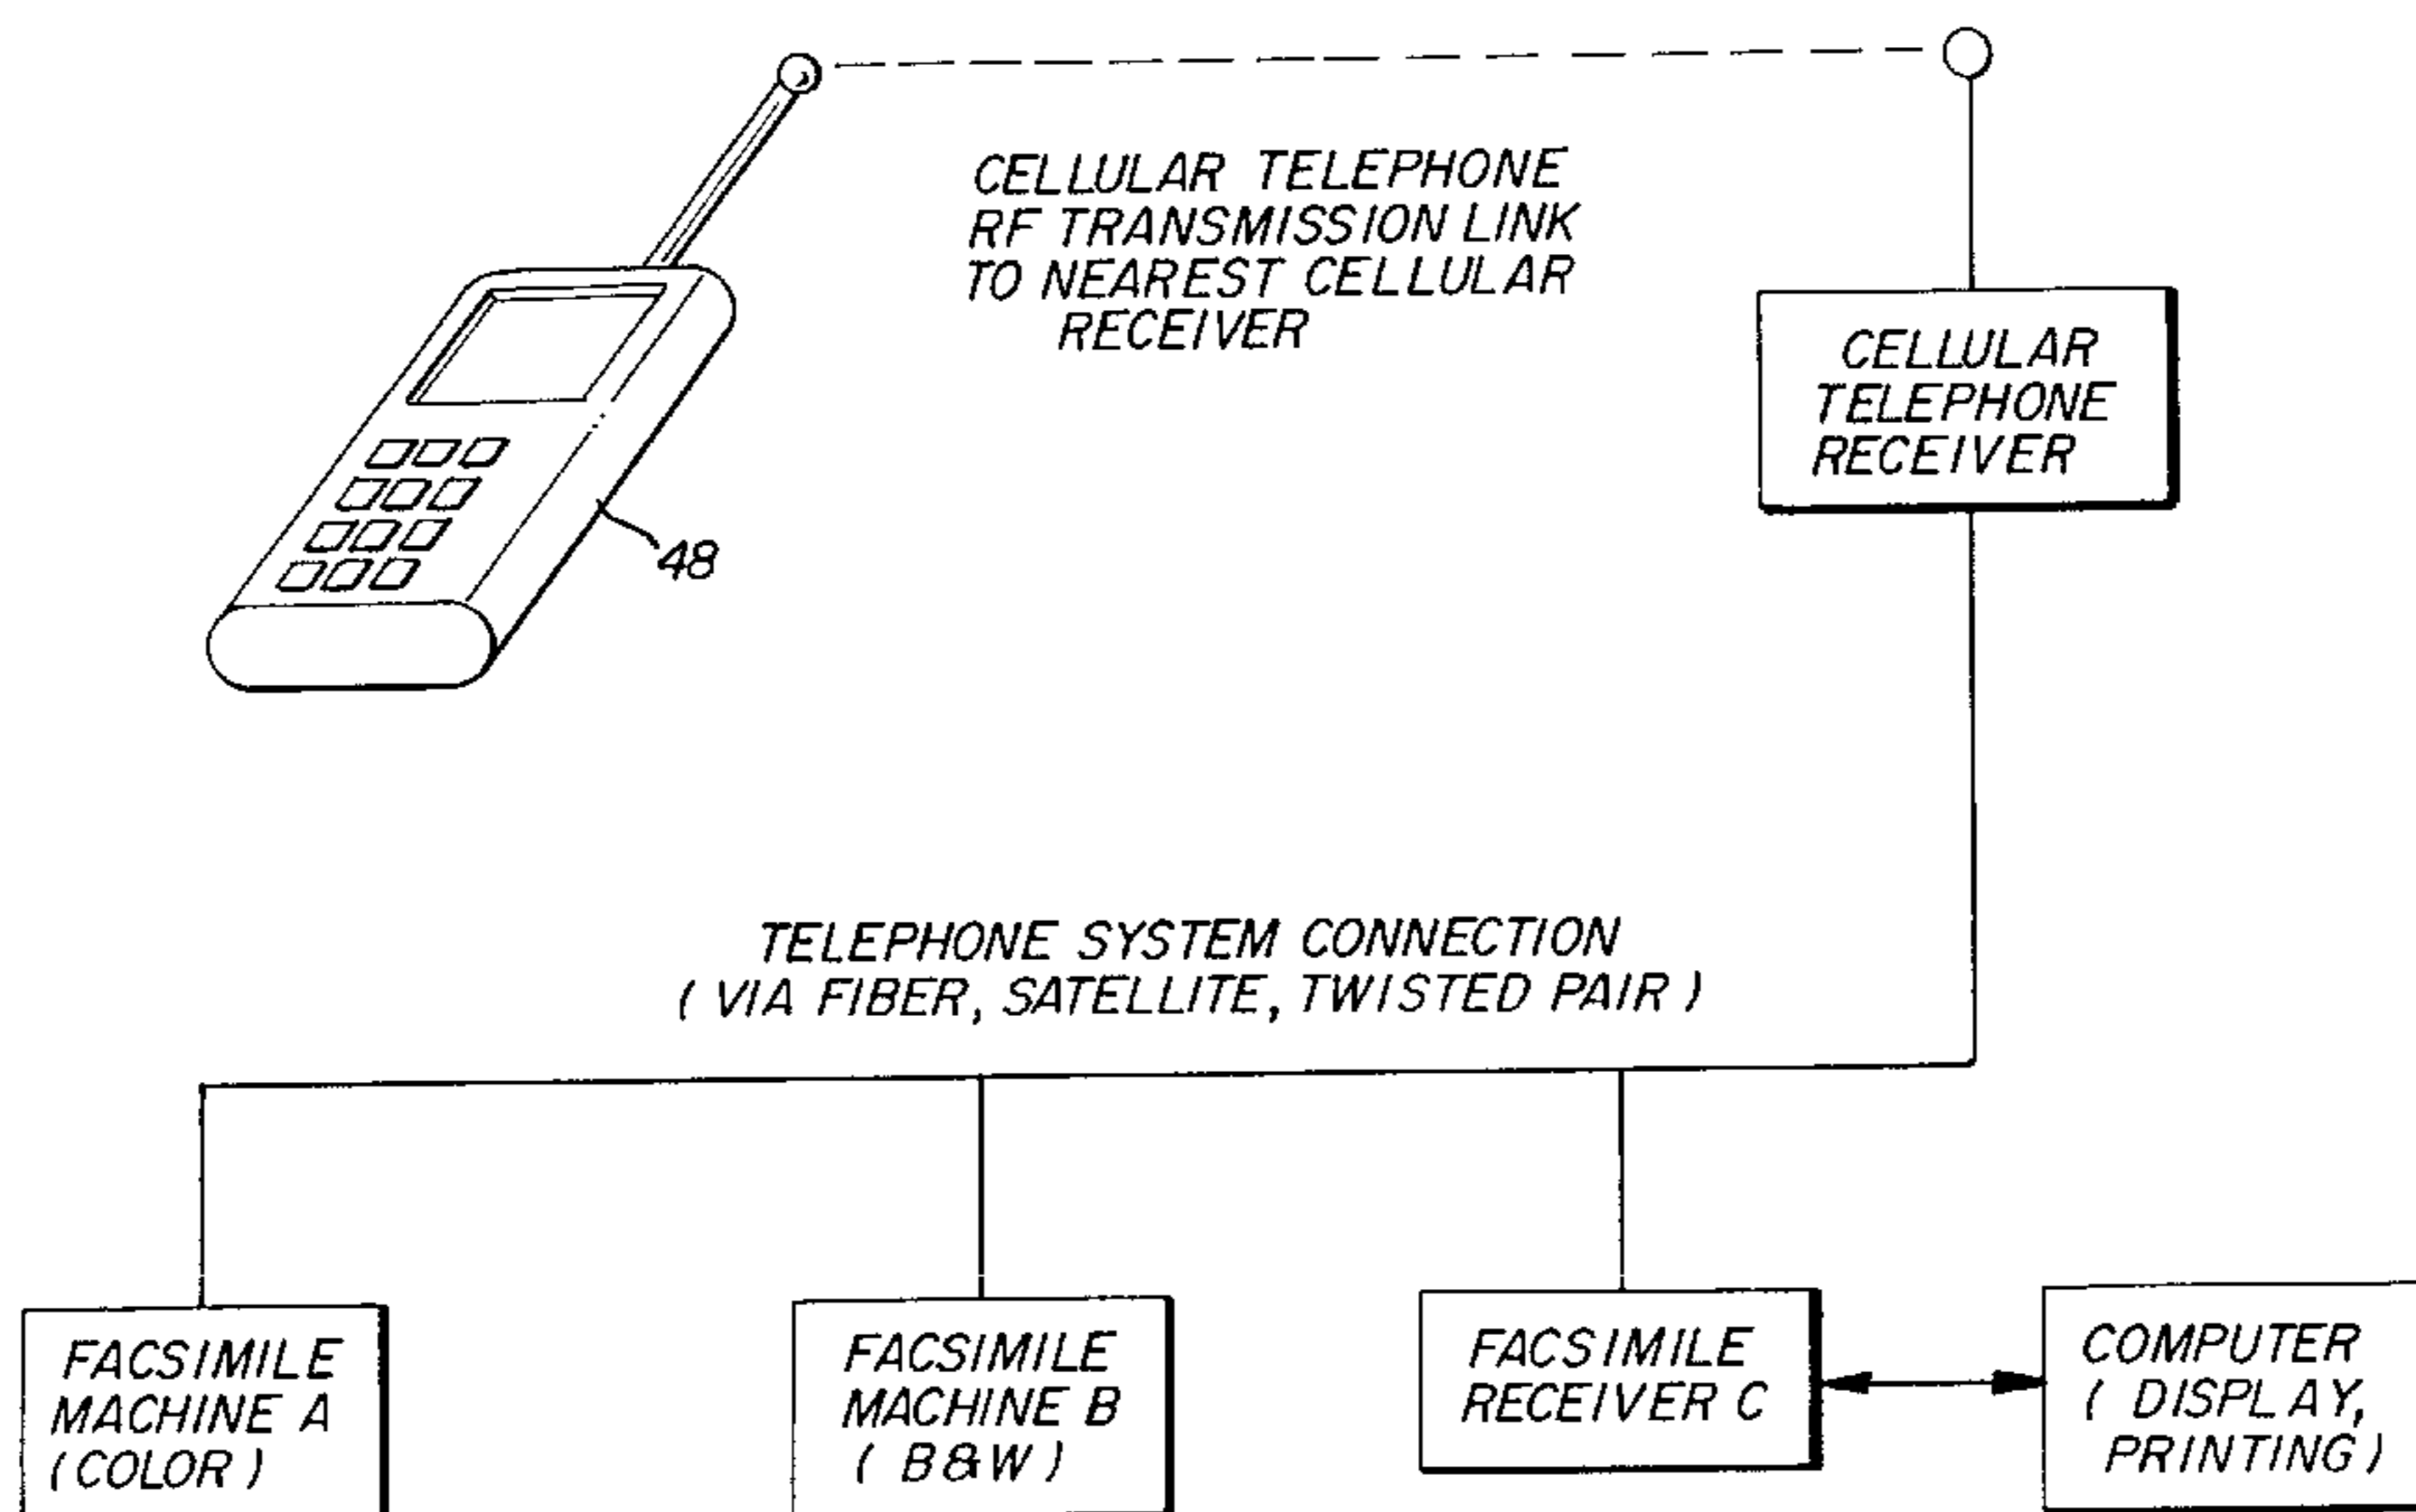 CELLULAR TELEPHONE
RF TRANSMISSION LINK
TO NEAREST CELLULAR
RECEIVER
CELLULAR
TELEPHONE
RECEIVER
48
TELEPHONE SYSTEM CONNECTION
( VIA FIBER, SATELLITE, TWISTED PAIR )
FACSIMILE
MACHINE A
(COLOR)
FACSIMILE
MACHINE B
( B&W )
FACSIMILE
RECEIVER C
COMPUTER
( DISPLAY,
PRINTING )